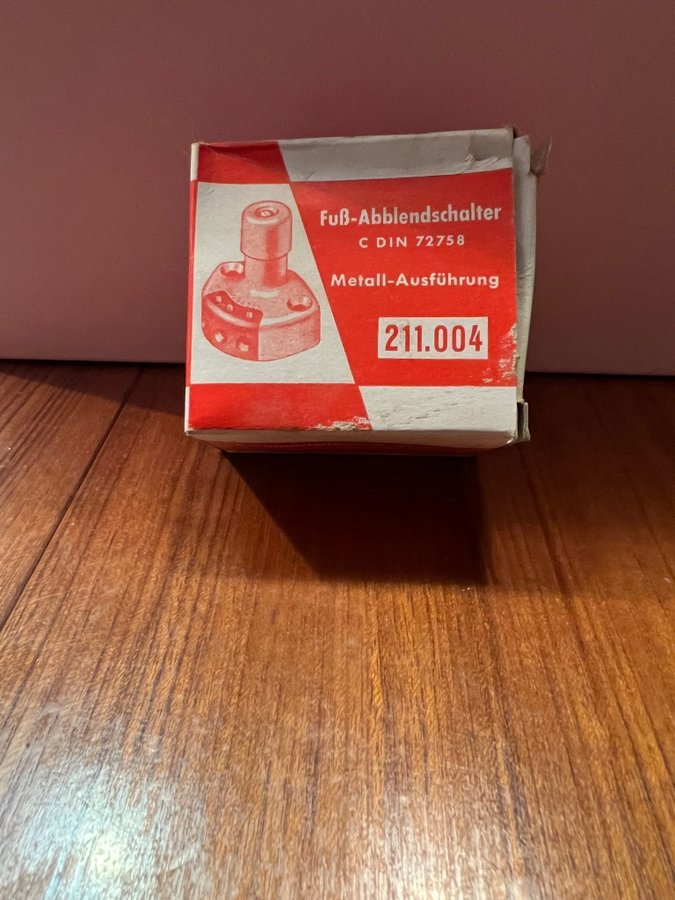 Fuß-Abblendschalter
C DIN 72758
Metall-Ausführung
211.004